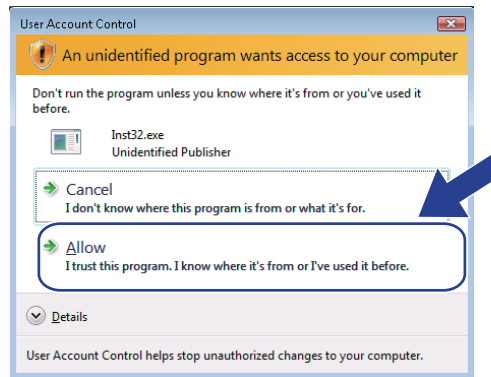 User Account Control
An unidentified program wants access to your computer
Don't run the program unless you know where it's from or you've used it
before.
Inst32.exe
Unidentified Publisher
Cancel
I don't know where this program is from or what it's for.
Allow
I trust this program. I know where it's from or I've used it before.
Details
User Account Control helps stop unauthorized changes to your computer.